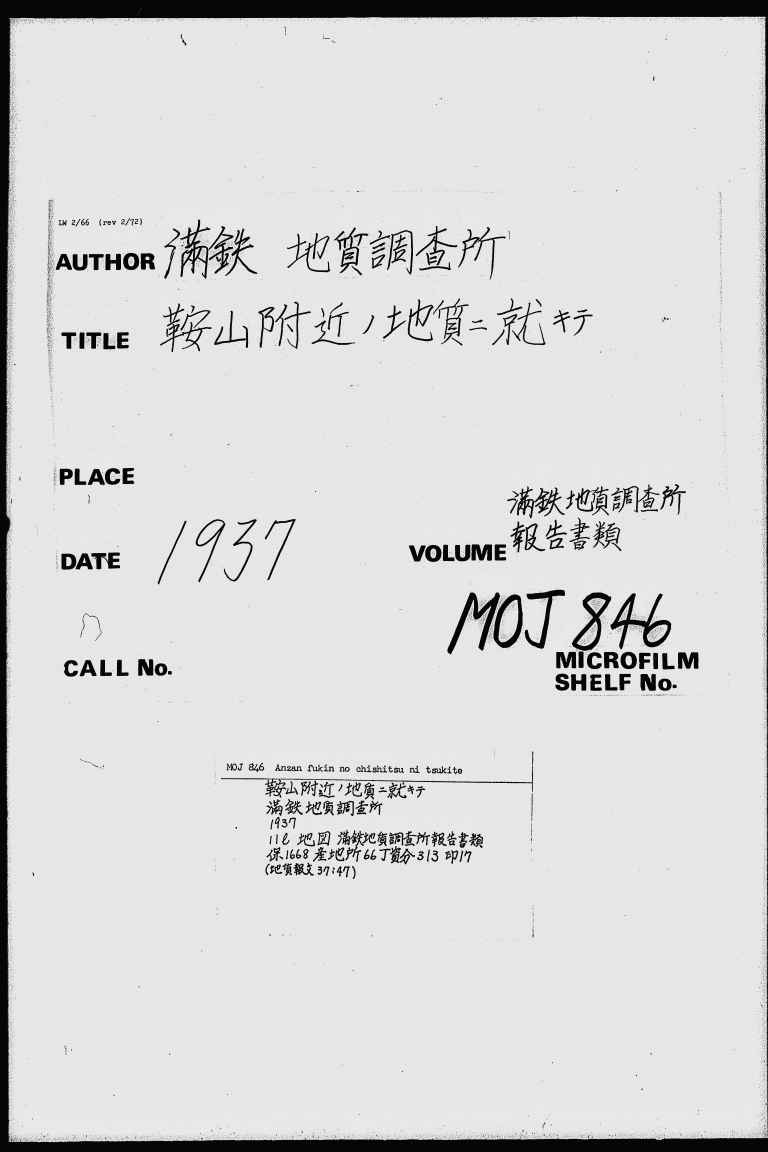 LW 2/66 (rev 2/72)
AUTHOR 満鉄 地質調査所
TITLE 鞍山附近ノ地質ニ就キテ
PLACE
満鉄地質調査所
報告書類
DATE 1937
VOLUME
MOJ 846
MICROFILM
SHELF No.
CALL No.
MOJ 846 Anzan fukin no chishitsu ni tsukite
鞍山附近ノ地質ニ就キテ
満鉄地質調査所
1937
11ℓ 地図 満鉄地質調査所報告書類
保1668 産地所66丁資分313 印17
(地質報文37:47)